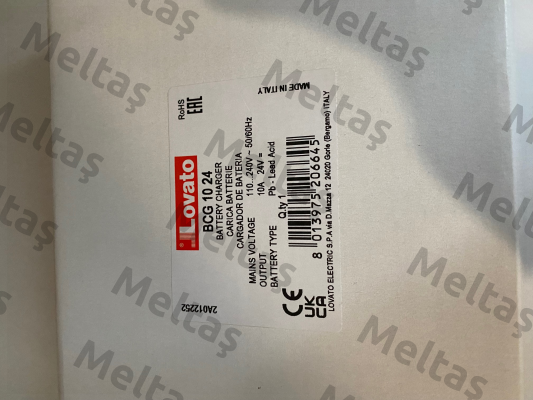 RoHS
EAC
MADE IN ITALY
Lovato
BCG 10 24
BATTERY CHARGER
CARICA BATTERIE
CARGADOR DE BATERIA
MAINS VOLTAGE 110...240V ~ 50/60Hz
OUTPUT 10A 24V =
BATTERY TYPE Pb - Lead Acid
Q.ty 1
8 013975 206645
LOVATO ELECTRIC S.P.A via D.Mazza 12 24020 Gorle (Bergamo) ITALY
CE
UK
CA
2A012252
Meltaş
Meltaş
Meltaş
Meltaş
Meltaş
Meltaş
Meltaş
Meltaş
Meltaş
Meltaş
Meltaş
Meltaş